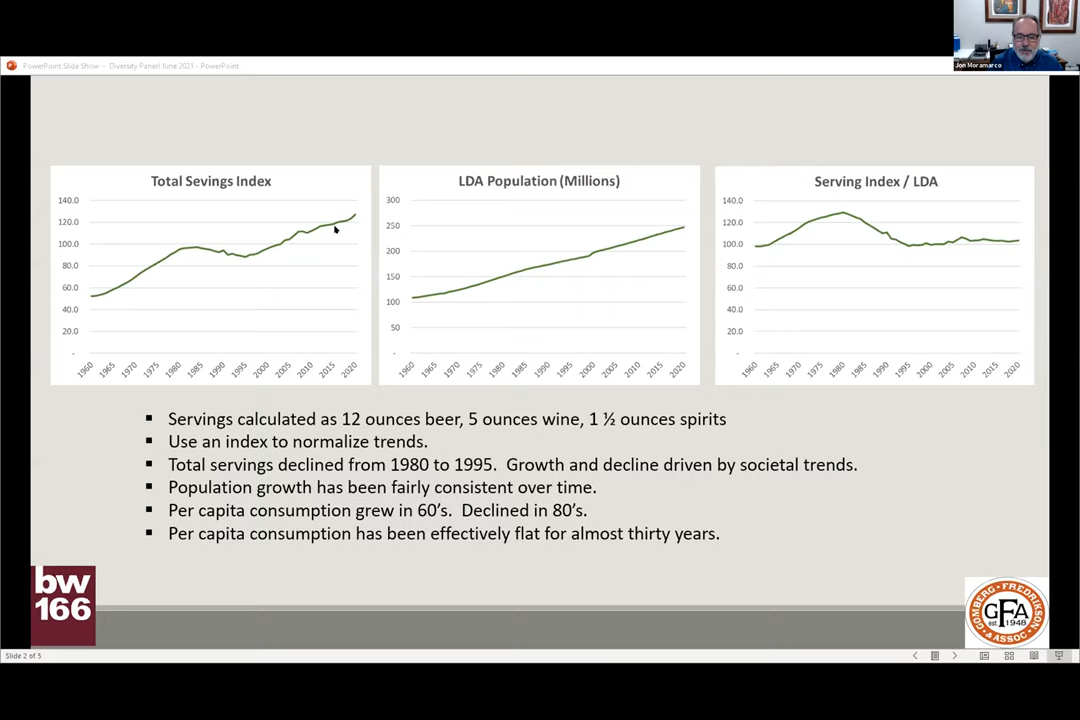 Jon Moramarco
PowerPoint Slide Show - Diversity Panerl June 2021 - PowerPoint
Total Sevings Index
140.0
120.0
100.0
80.0
60.0
40.0
20.0
-
1960 1965 1970 1975 1980 1985 1990 1995 2000 2005 2010 2015 2020
LDA Population (Millions)
300
250
200
150
100
50
-
1960 1965 1970 1975 1980 1985 1990 1995 2000 2005 2010 2015 2020
Serving Index / LDA
140.0
120.0
100.0
80.0
60.0
40.0
20.0
-
1960 1965 1970 1975 1980 1985 1990 1995 2000 2005 2010 2015 2020
▪ Servings calculated as 12 ounces beer, 5 ounces wine, 1 ½ ounces spirits
▪ Use an index to normalize trends.
▪ Total servings declined from 1980 to 1995. Growth and decline driven by societal trends.
▪ Population growth has been fairly consistent over time.
▪ Per capita consumption grew in 60's. Declined in 80's.
▪ Per capita consumption has been effectively flat for almost thirty years.
bw
166
GOMBERG · FREDRIKSON
GFA
est. 1948
& ASSOC
Slide 2 of 5